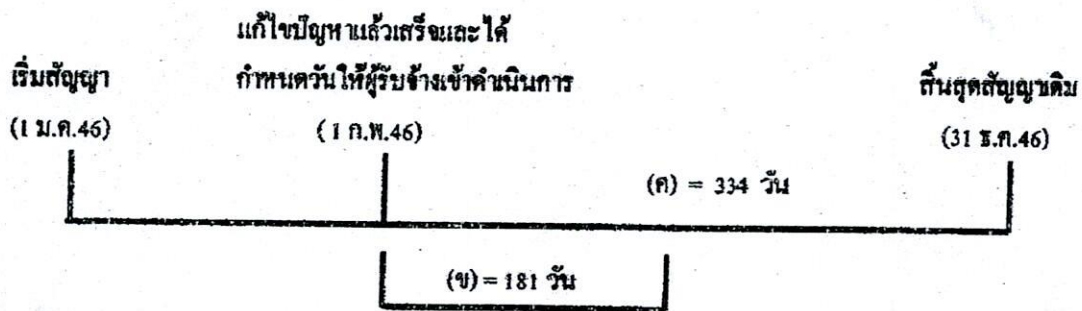 แก้ไขปัญหาแล้วเสร็จและได้
เริ่มสัญญา กำหนดวันให้ผู้รับจ้างเข้าดำเนินการ สิ้นสุดสัญญาเดิม
(1 ม.ค.46) (1 ก.พ.46) (31 ธ.ค.46)
(ค) = 334 วัน
(ข) = 181 วัน